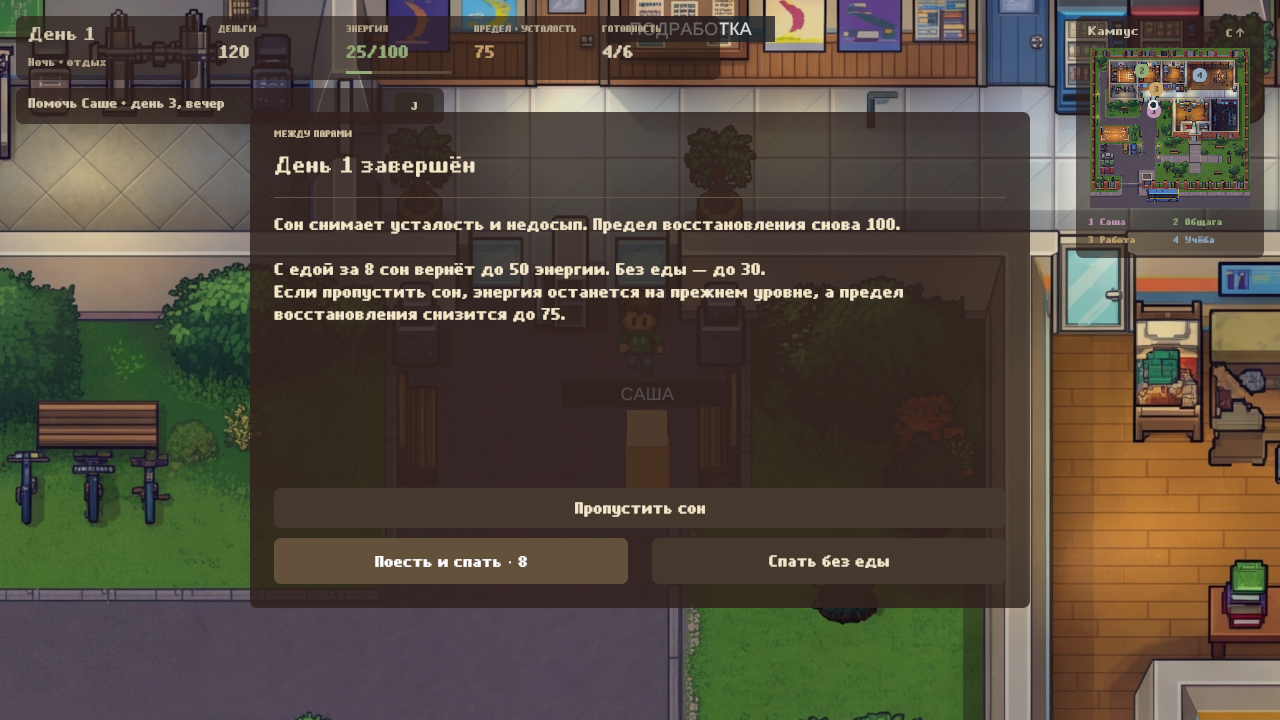 День 1
Ночь • отдых
ДЕНЬГИ
120
ЭНЕРГИЯ
25/100
ПРЕДЕЛ • УСТАЛОСТЬ
75
ГОТОВНОСТЬ
4/6
ПОДРАБОТКА
Помочь Саше • день 3, вечер
J
Кампус
С ↑
2
4
3
1 Саша
2 Общага
3 Работа
4 Учёба
МЕЖДУ ПАРАМИ
День 1 завершён
Сон снимает усталость и недосып. Предел восстановления снова 100.
С едой за 8 сон вернёт до 50 энергии. Без еды — до 30.
Если пропустить сон, энергия останется на прежнем уровне, а предел
восстановления снизится до 75.
САША
Пропустить сон
Поесть и спать · 8
Спать без еды